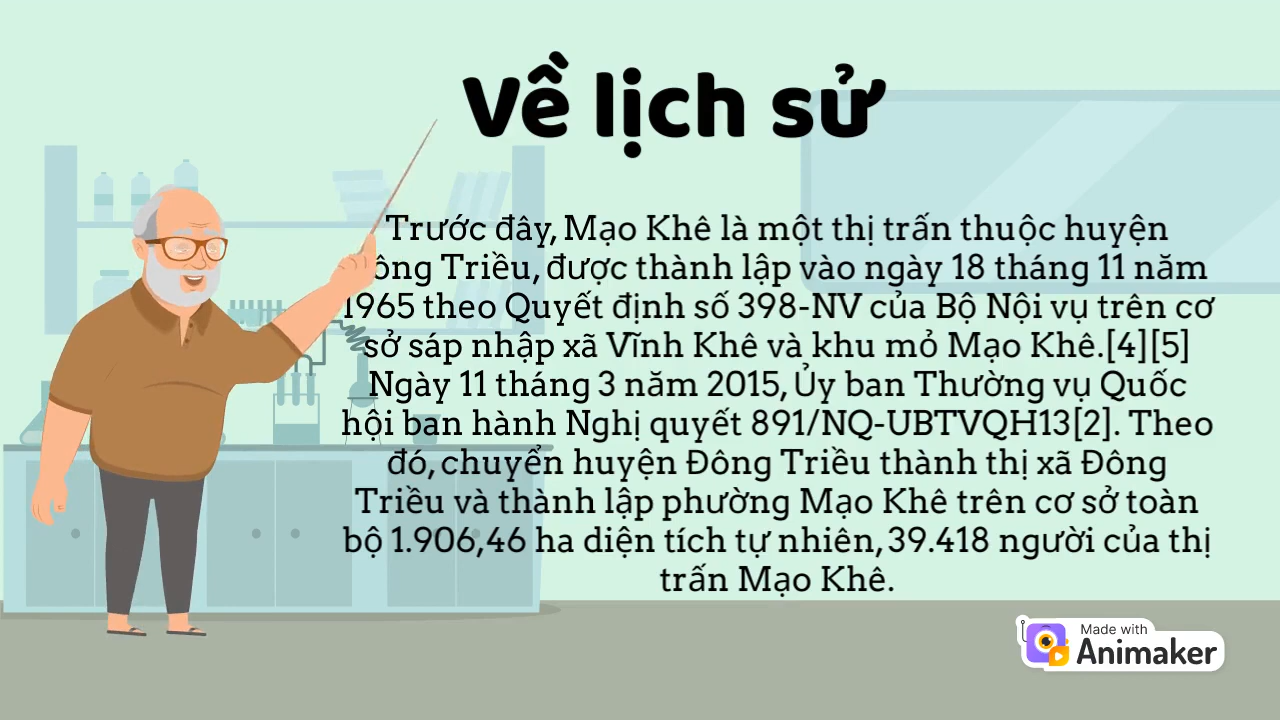 Về lịch sử
Trước đây, Mạo Khê là một thị trấn thuộc huyện
ông Triều, được thành lập vào ngày 18 tháng 11 năm
1965 theo Quyết định số 398-NV của Bộ Nội vụ trên cơ
sở sáp nhập xã Vĩnh Khê và khu mỏ Mạo Khê.[4][5]
Ngày 11 tháng 3 năm 2015, Ủy ban Thường vụ Quốc
hội ban hành Nghị quyết 891/NQ-UBTVQH13[2]. Theo
đó, chuyển huyện Đông Triều thành thị xã Đông
Triều và thành lập phường Mạo Khê trên cơ sở toàn
bộ 1.906,46 ha diện tích tự nhiên, 39.418 người của thị
trấn Mạo Khê.
Made with
Animaker